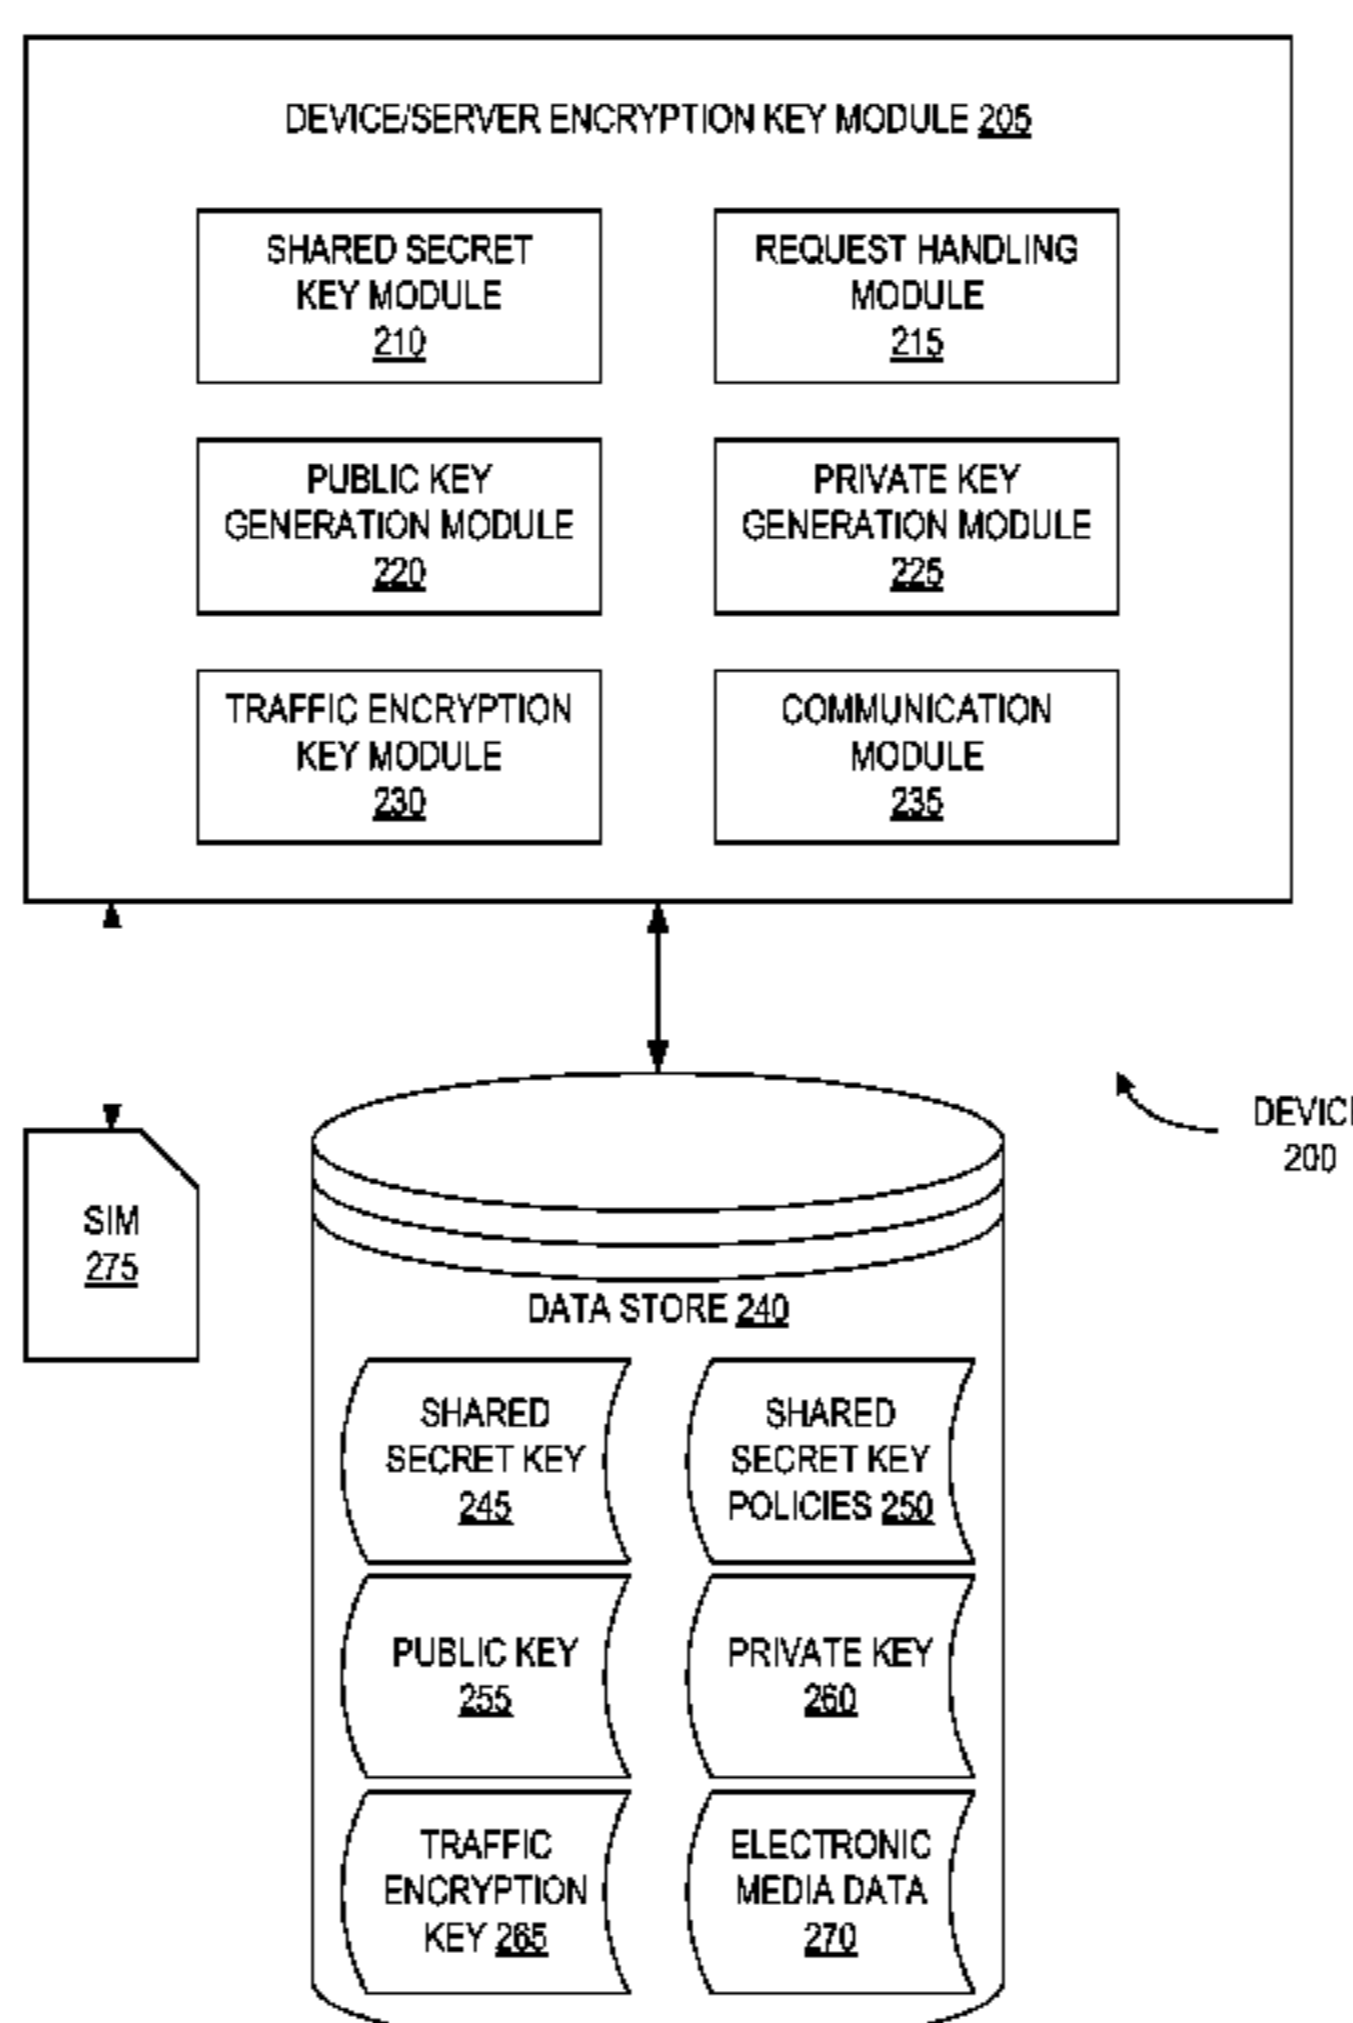 DEVICE/SERVER ENCRYPTION KEY MODULE 205
SHARED SECRET
KEY MODULE
210
REQUEST HANDLING
MODULE
215
PUBLIC KEY
GENERATION MODULE
220
PRIVATE KEY
GENERATION MODULE
225
TRAFFIC ENCRYPTION
KEY MODULE
230
COMMUNICATION
MODULE
235
DEVIC
200
SIM
275
DATA STORE 240
SHARED
SECRET KEY
245
SHARED
SECRET KEY
POLICIES 250
PUBLIC KEY
255
PRIVATE KEY
260
TRAFFIC
ENCRYPTION
KEY 265
ELECTRONIC
MEDIA DATA
270